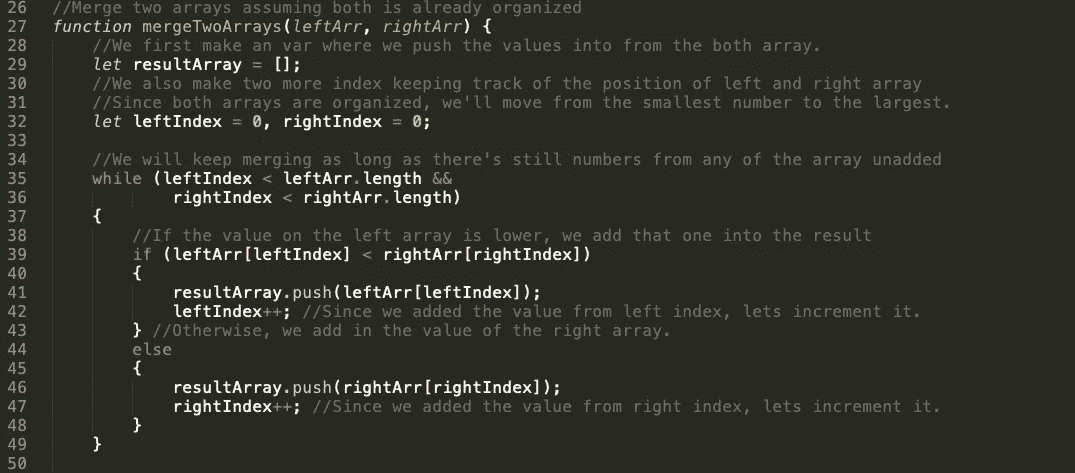 26 //Merge two arrays assuming both is already organized
27 function mergeTwoArrays(leftArr, rightArr) {
28     //We first make an var where we push the values into from the both array.
29     let resultArray = [];
30     //We also make two more index keeping track of the position of left and right array
31     //Since both arrays are organized, we'll move from the smallest number to the largest.
32     let leftIndex = 0, rightIndex = 0;
33
34     //We will keep merging as long as there's still numbers from any of the array unadded
35     while (leftIndex < leftArr.length &&
36             rightIndex < rightArr.length)
37     {
38         //If the value on the left array is lower, we add that one into the result
39         if (leftArr[leftIndex] < rightArr[rightIndex])
40         {
41             resultArray.push(leftArr[leftIndex]);
42             leftIndex++; //Since we added the value from left index, lets increment it.
43         } //Otherwise, we add in the value of the right array.
44         else
45         {
46             resultArray.push(rightArr[rightIndex]);
47             rightIndex++; //Since we added the value from right index, lets increment it.
48         }
49     }
50